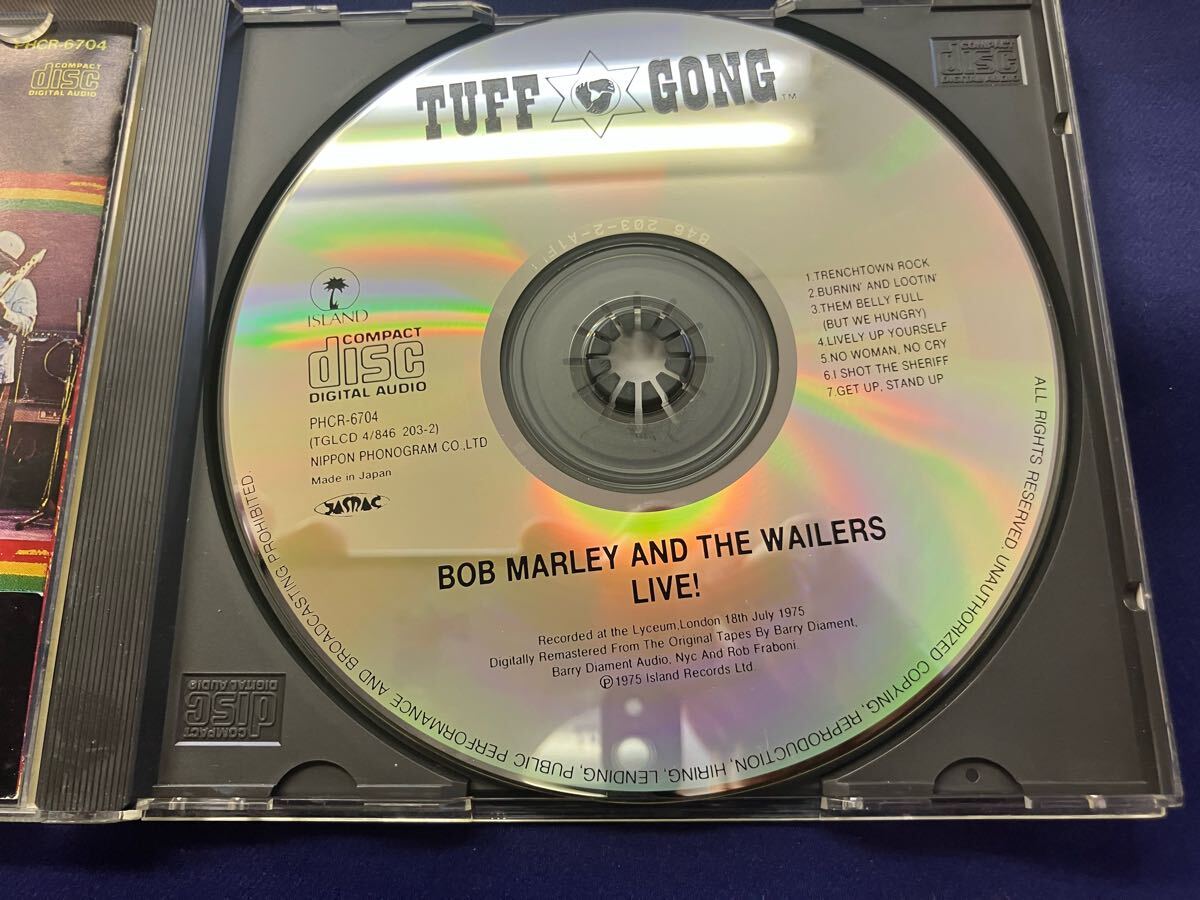 PHCR-6704
COMPACT
disc
DIGITAL AUDIO
COMPACT
disc
DIGITAL AUDIO
TUFF GONG™
846 203-2
ISLAND
COMPACT
disc
DIGITAL AUDIO
PHCR-6704
(TGLCD 4/846 203-2)
NIPPON PHONOGRAM CO.,LTD
Made in Japan
JASRAC
1.TRENCHTOWN ROCK
2.BURNIN' AND LOOTIN'
3.THEM BELLY FULL
(BUT WE HUNGRY)
4.LIVELY UP YOURSELF
5.NO WOMAN, NO CRY
6.I SHOT THE SHERIFF
7.GET UP, STAND UP
BOB MARLEY AND THE WAILERS
LIVE!
Recorded at the Lyceum,London 18th July 1975
Digitally Remastered From The Original Tapes By Barry Diament,
Barry Diament Audio, Nyc And Rob Fraboni.
℗1975 Island Records Ltd.
ALL RIGHTS RESERVED. UNAUTHORIZED COPYING, REPRODUCTION, HIRING, LENDING, PUBLIC PERFORMANCE AND BROADCASTING PROHIBITED.
COMPACT
disc
DIGITAL AUDIO